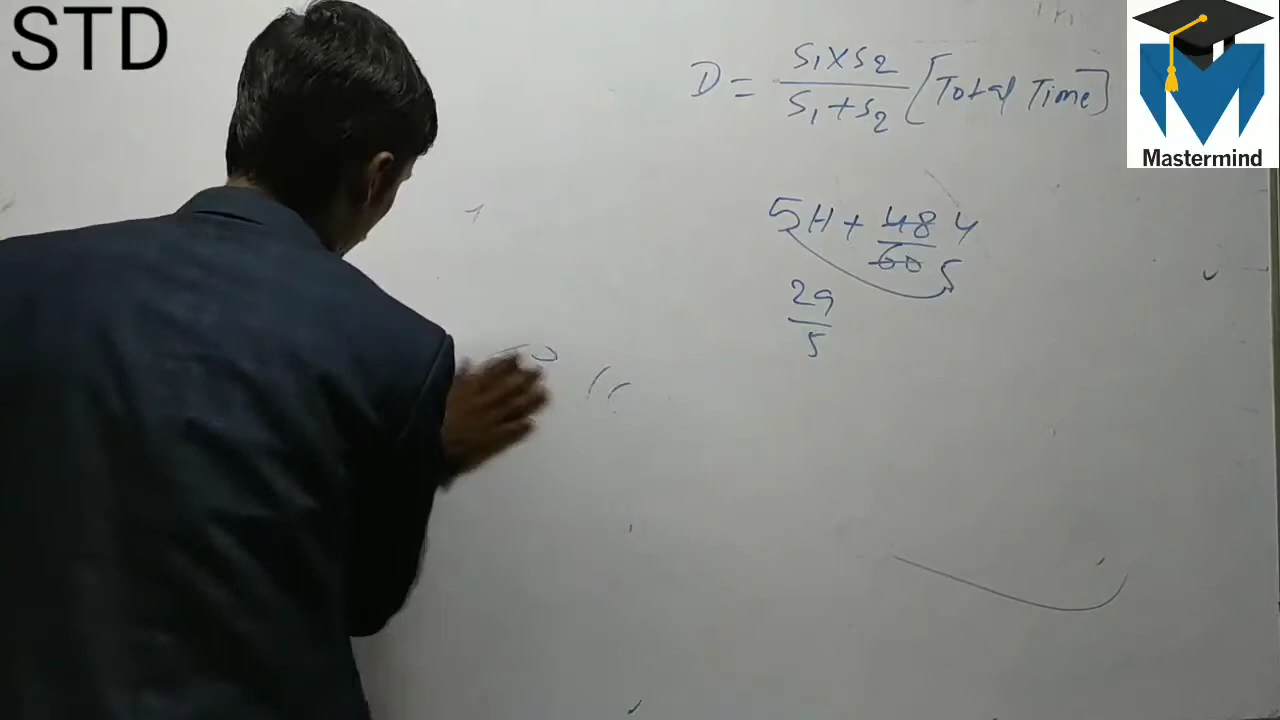 STD
D = S1 x S2 / S1 + S2 [Total Time]
Mastermind
5H + 48/60 4/5
29/5